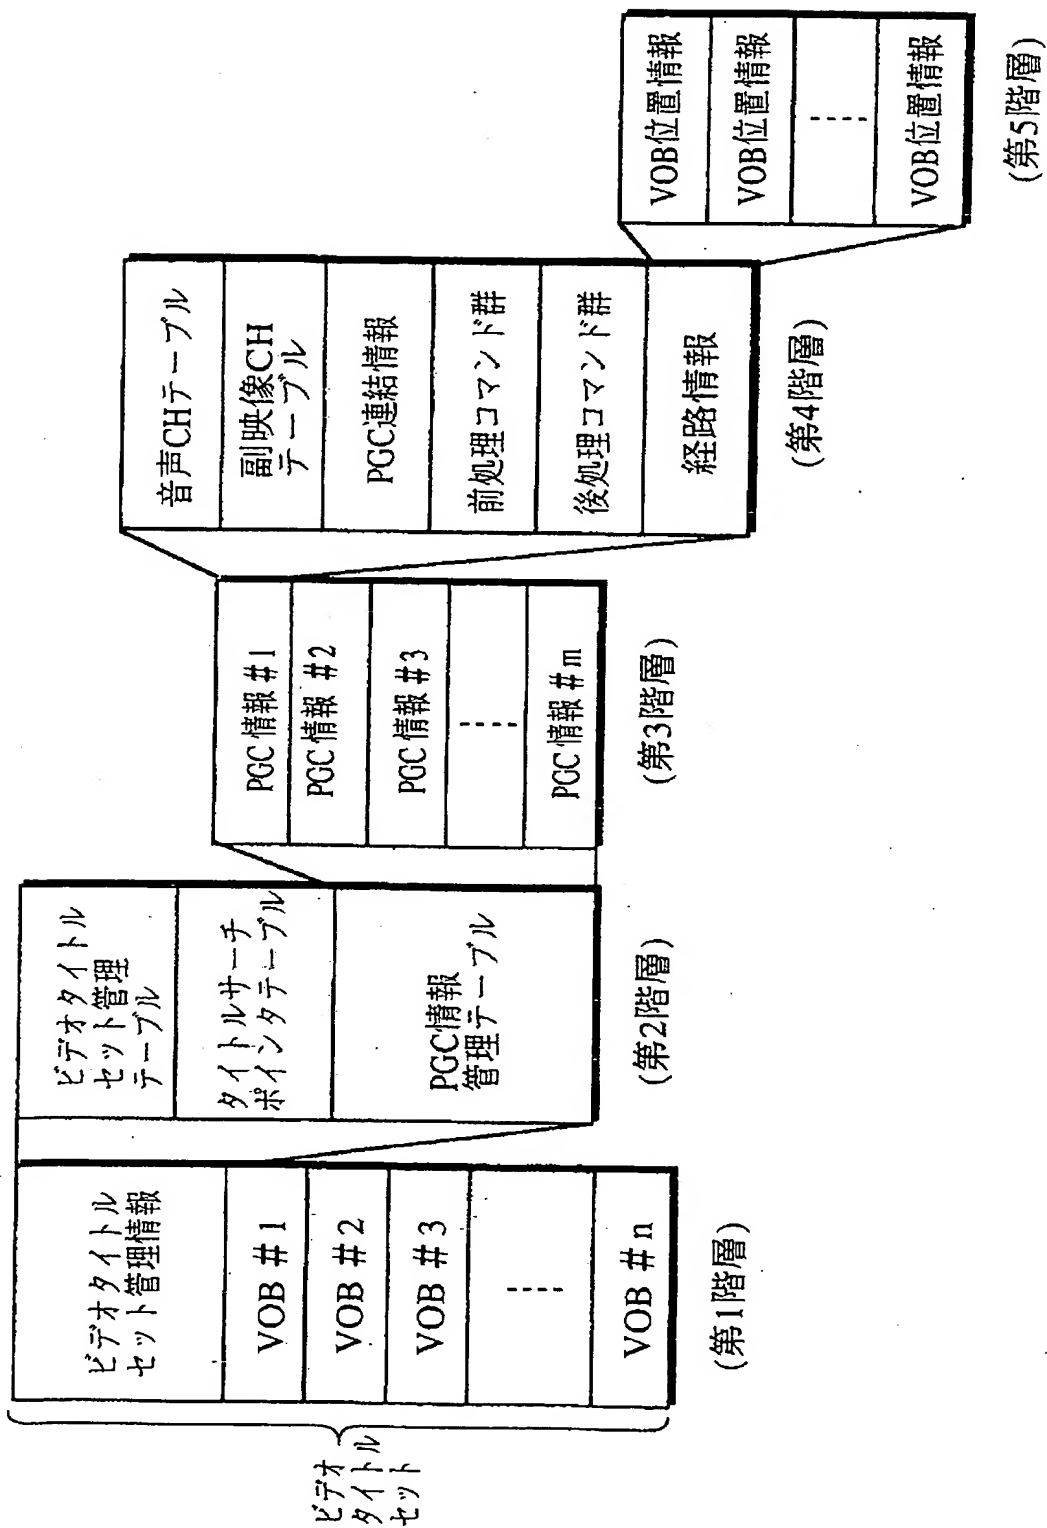 ビデオ
タイトル
セット
ビデオタイトル
セット管理情報
VOB #1
VOB #2
VOB #3
VOB #n
(第1階層)
ビデオタイトル
セット管理
テーブル
タイトルサーチ
ポインタテーブル
PGC情報
管理テーブル
(第2階層)
PGC情報 #1
PGC情報 #2
PGC情報 #3
PGC情報 #m
(第3階層)
音声CHテーブル
副映像CH
テーブル
PGC連結情報
前処理コマンド群
後処理コマンド群
経路情報
(第4階層)
VOB位置情報
VOB位置情報
VOB位置情報
(第5階層)